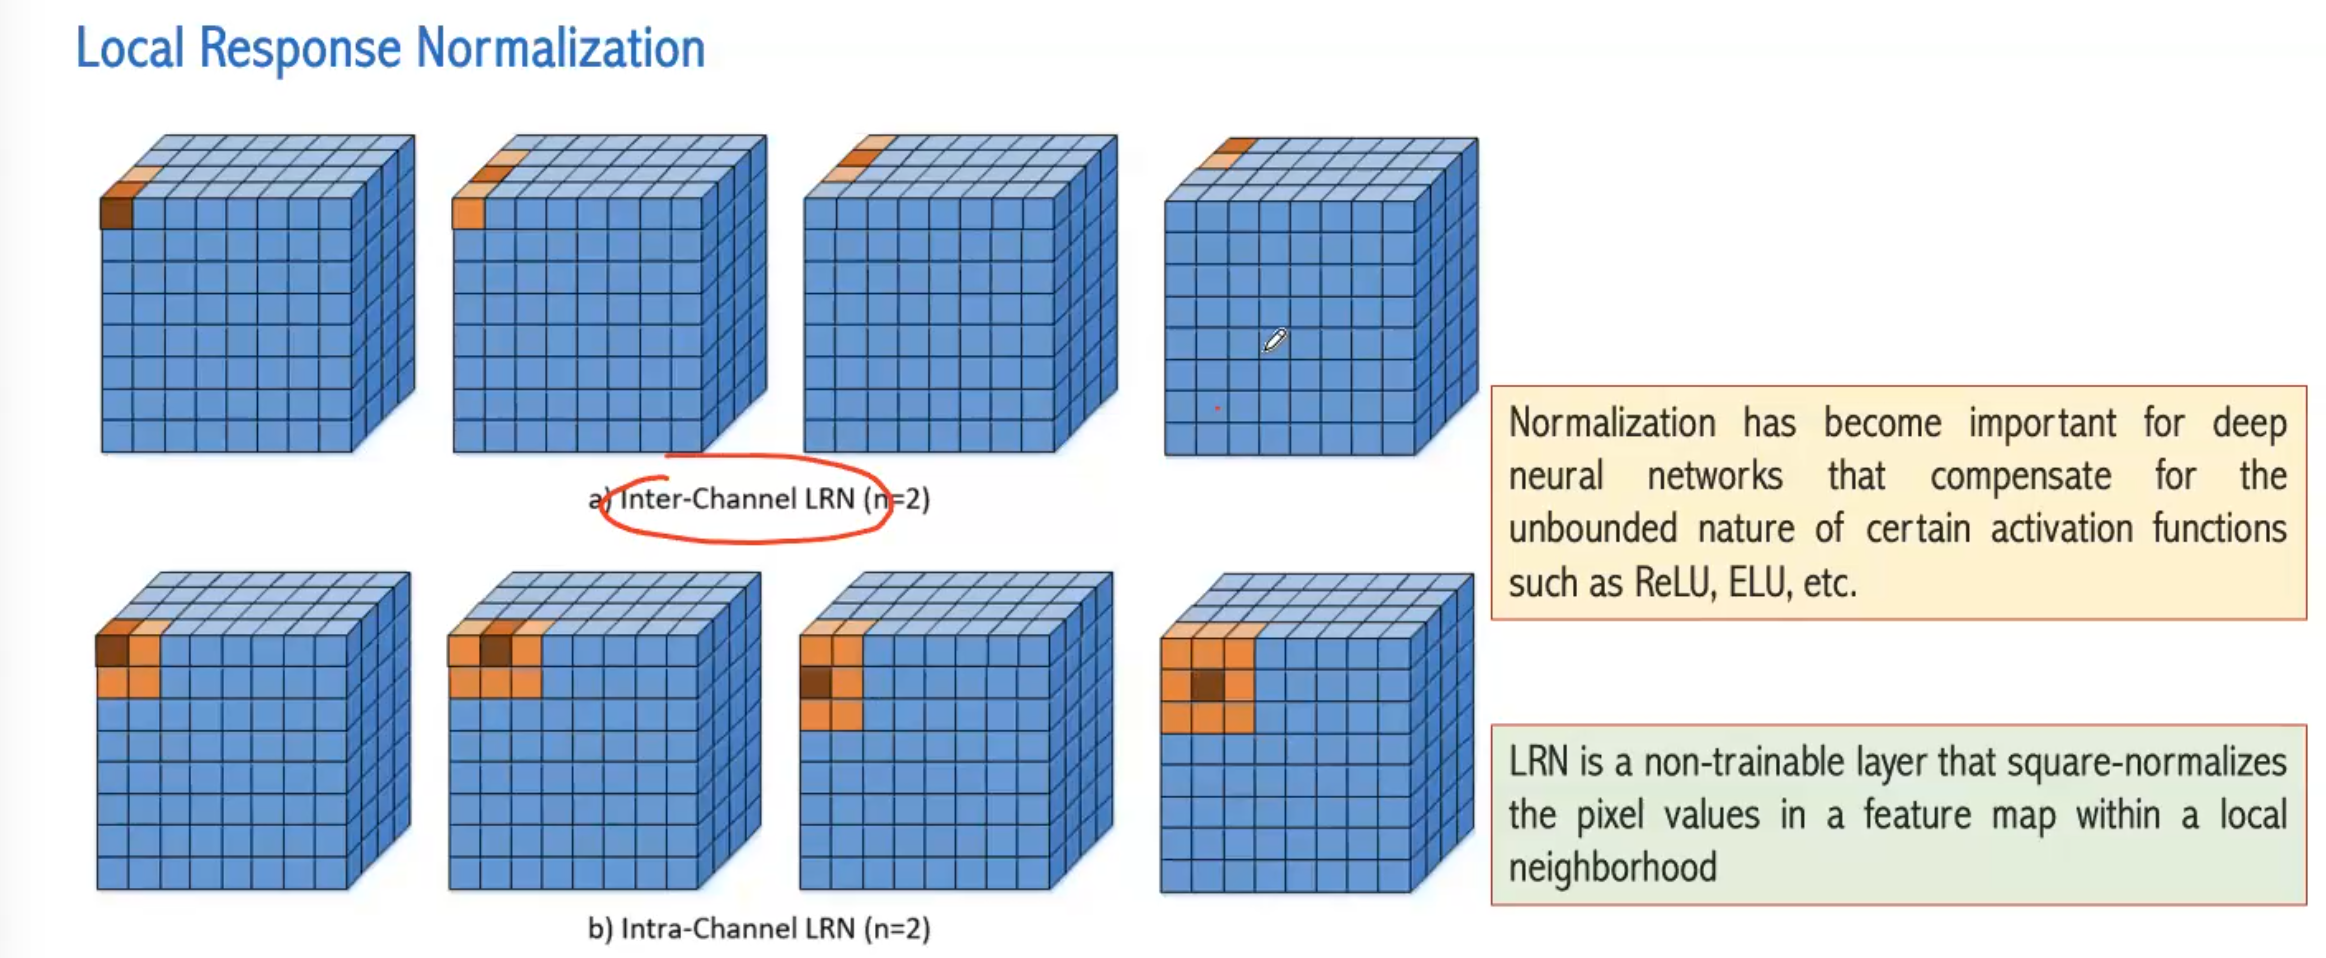 Local Response Normalization
a) Inter-Channel LRN (n=2)
Normalization has become important for deep
neural networks that compensate for the
unbounded nature of certain activation functions
such as ReLU, ELU, etc.
LRN is a non-trainable layer that square-normalizes
the pixel values in a feature map within a local
neighborhood
b) Intra-Channel LRN (n=2)